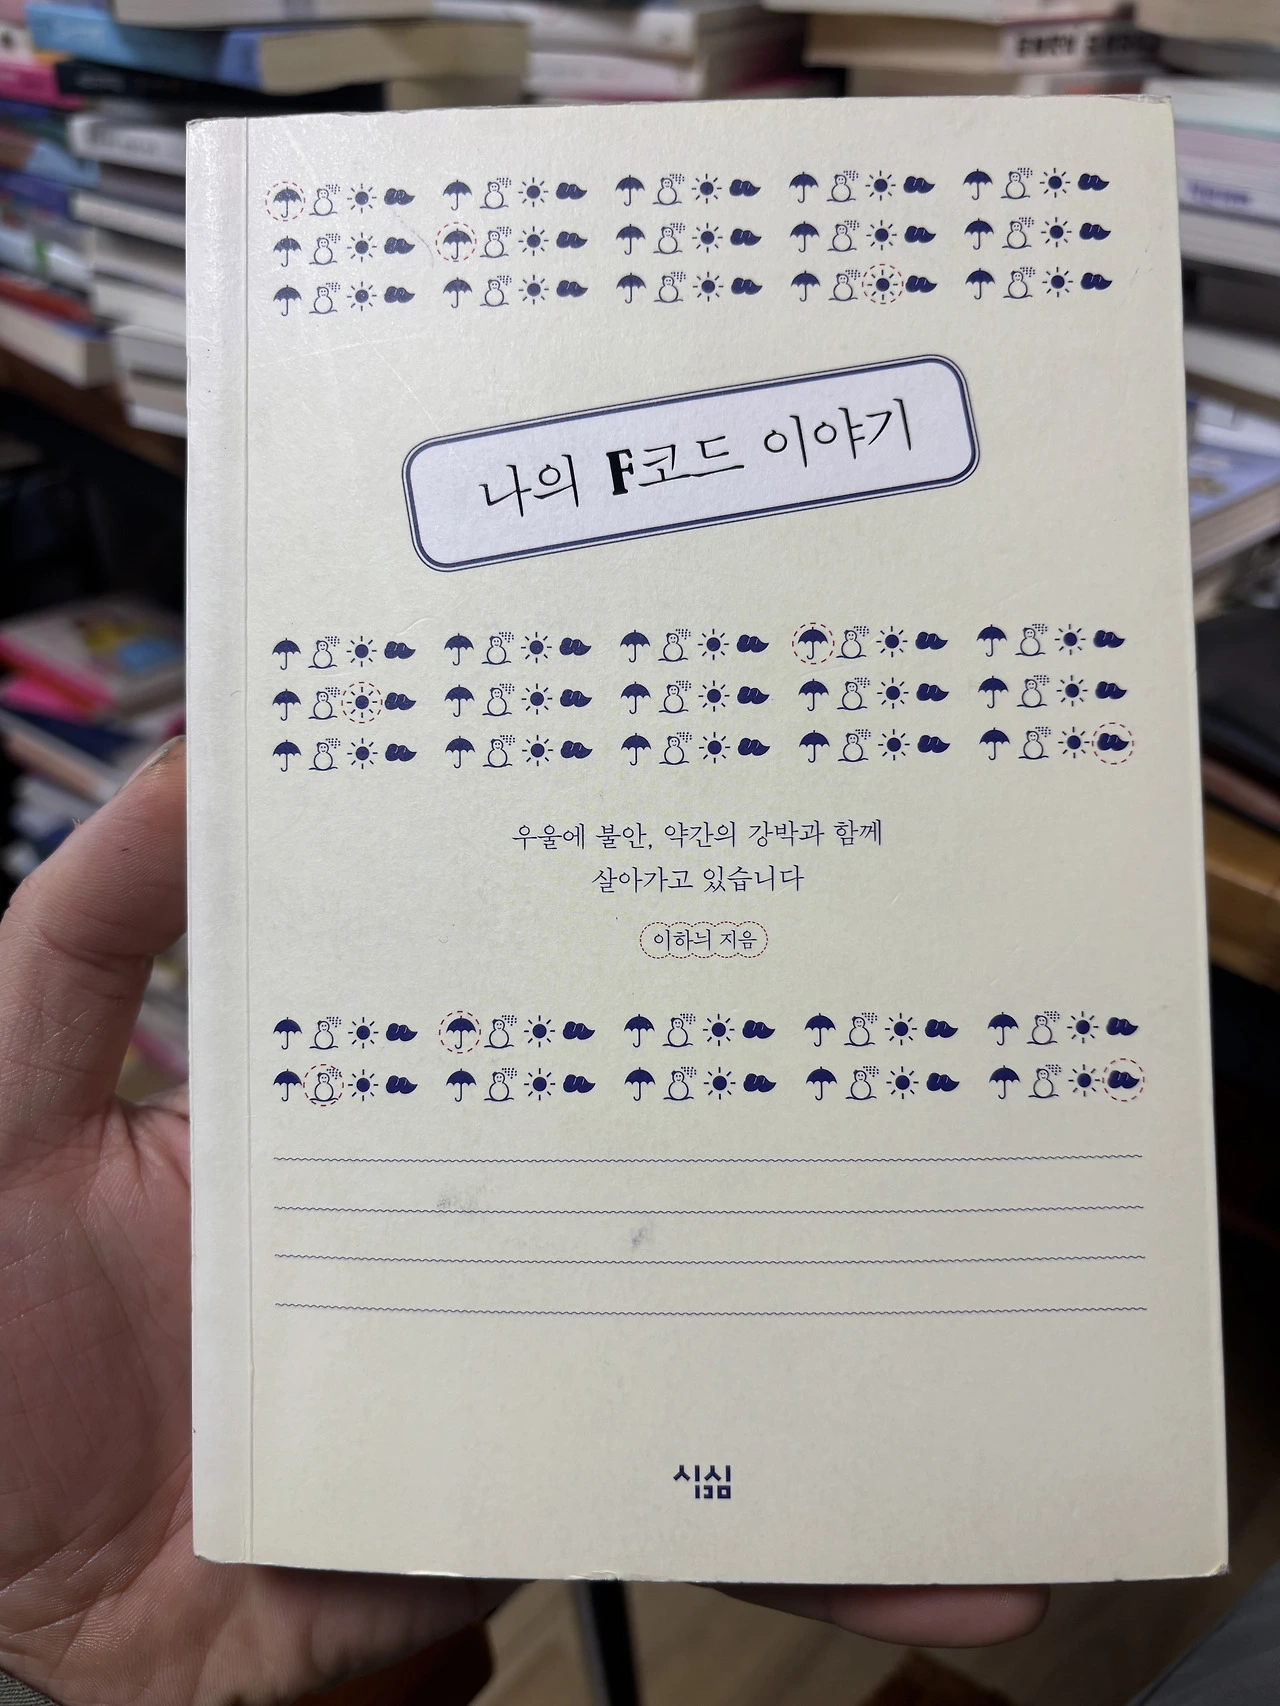 나의 F코드 이야기
우울에 불안, 약간의 강박과 함께
살아가고 있습니다
이하늬 지음
심심